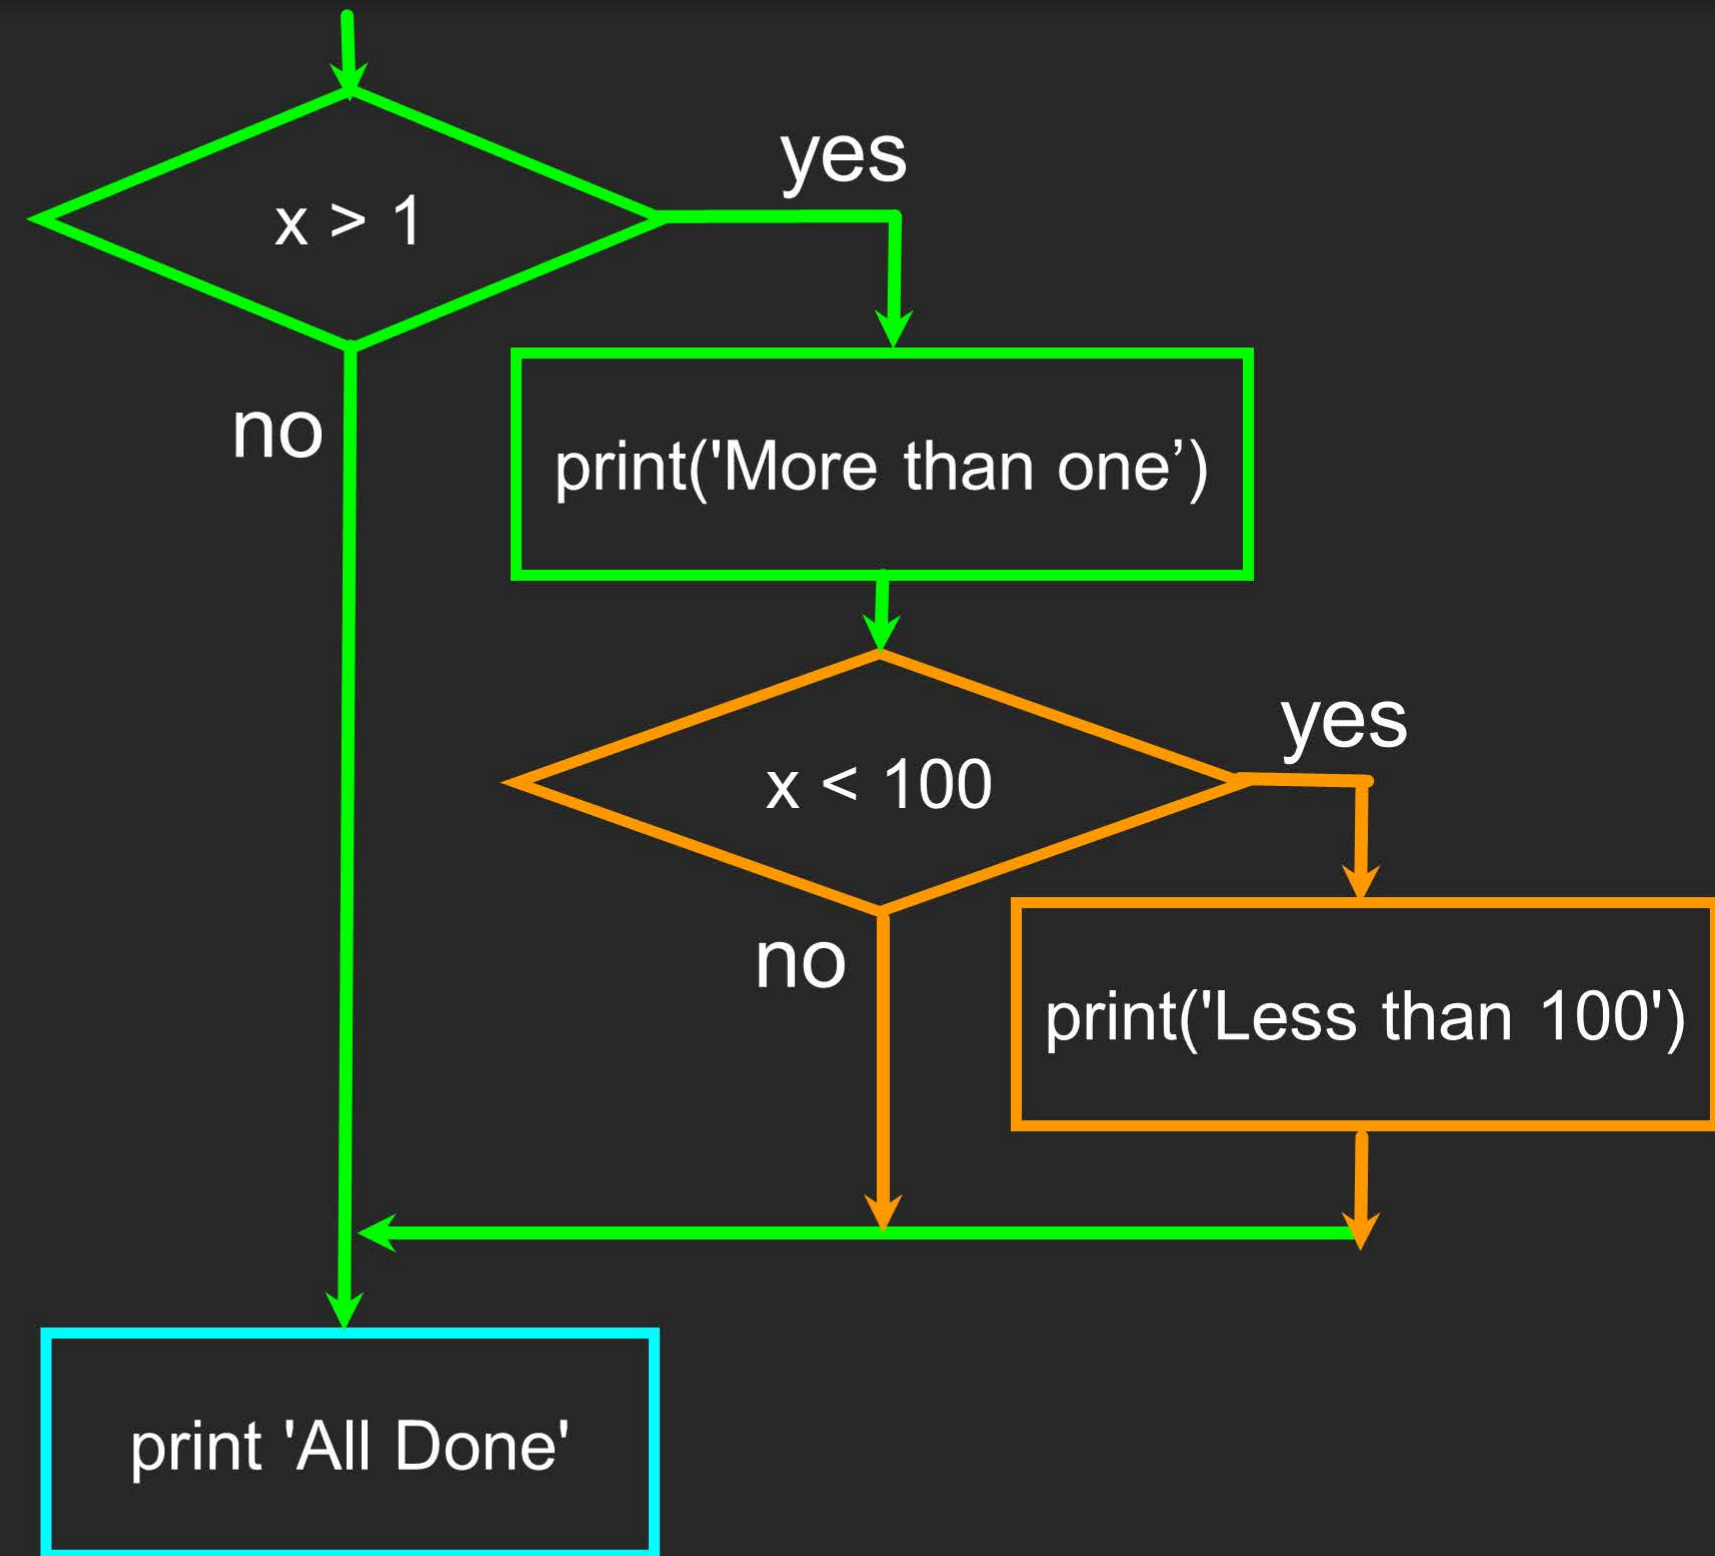 yes
x > 1
no
print('More than one’)
yes
x < 100
no
print('Less than 100')
print 'All Done'